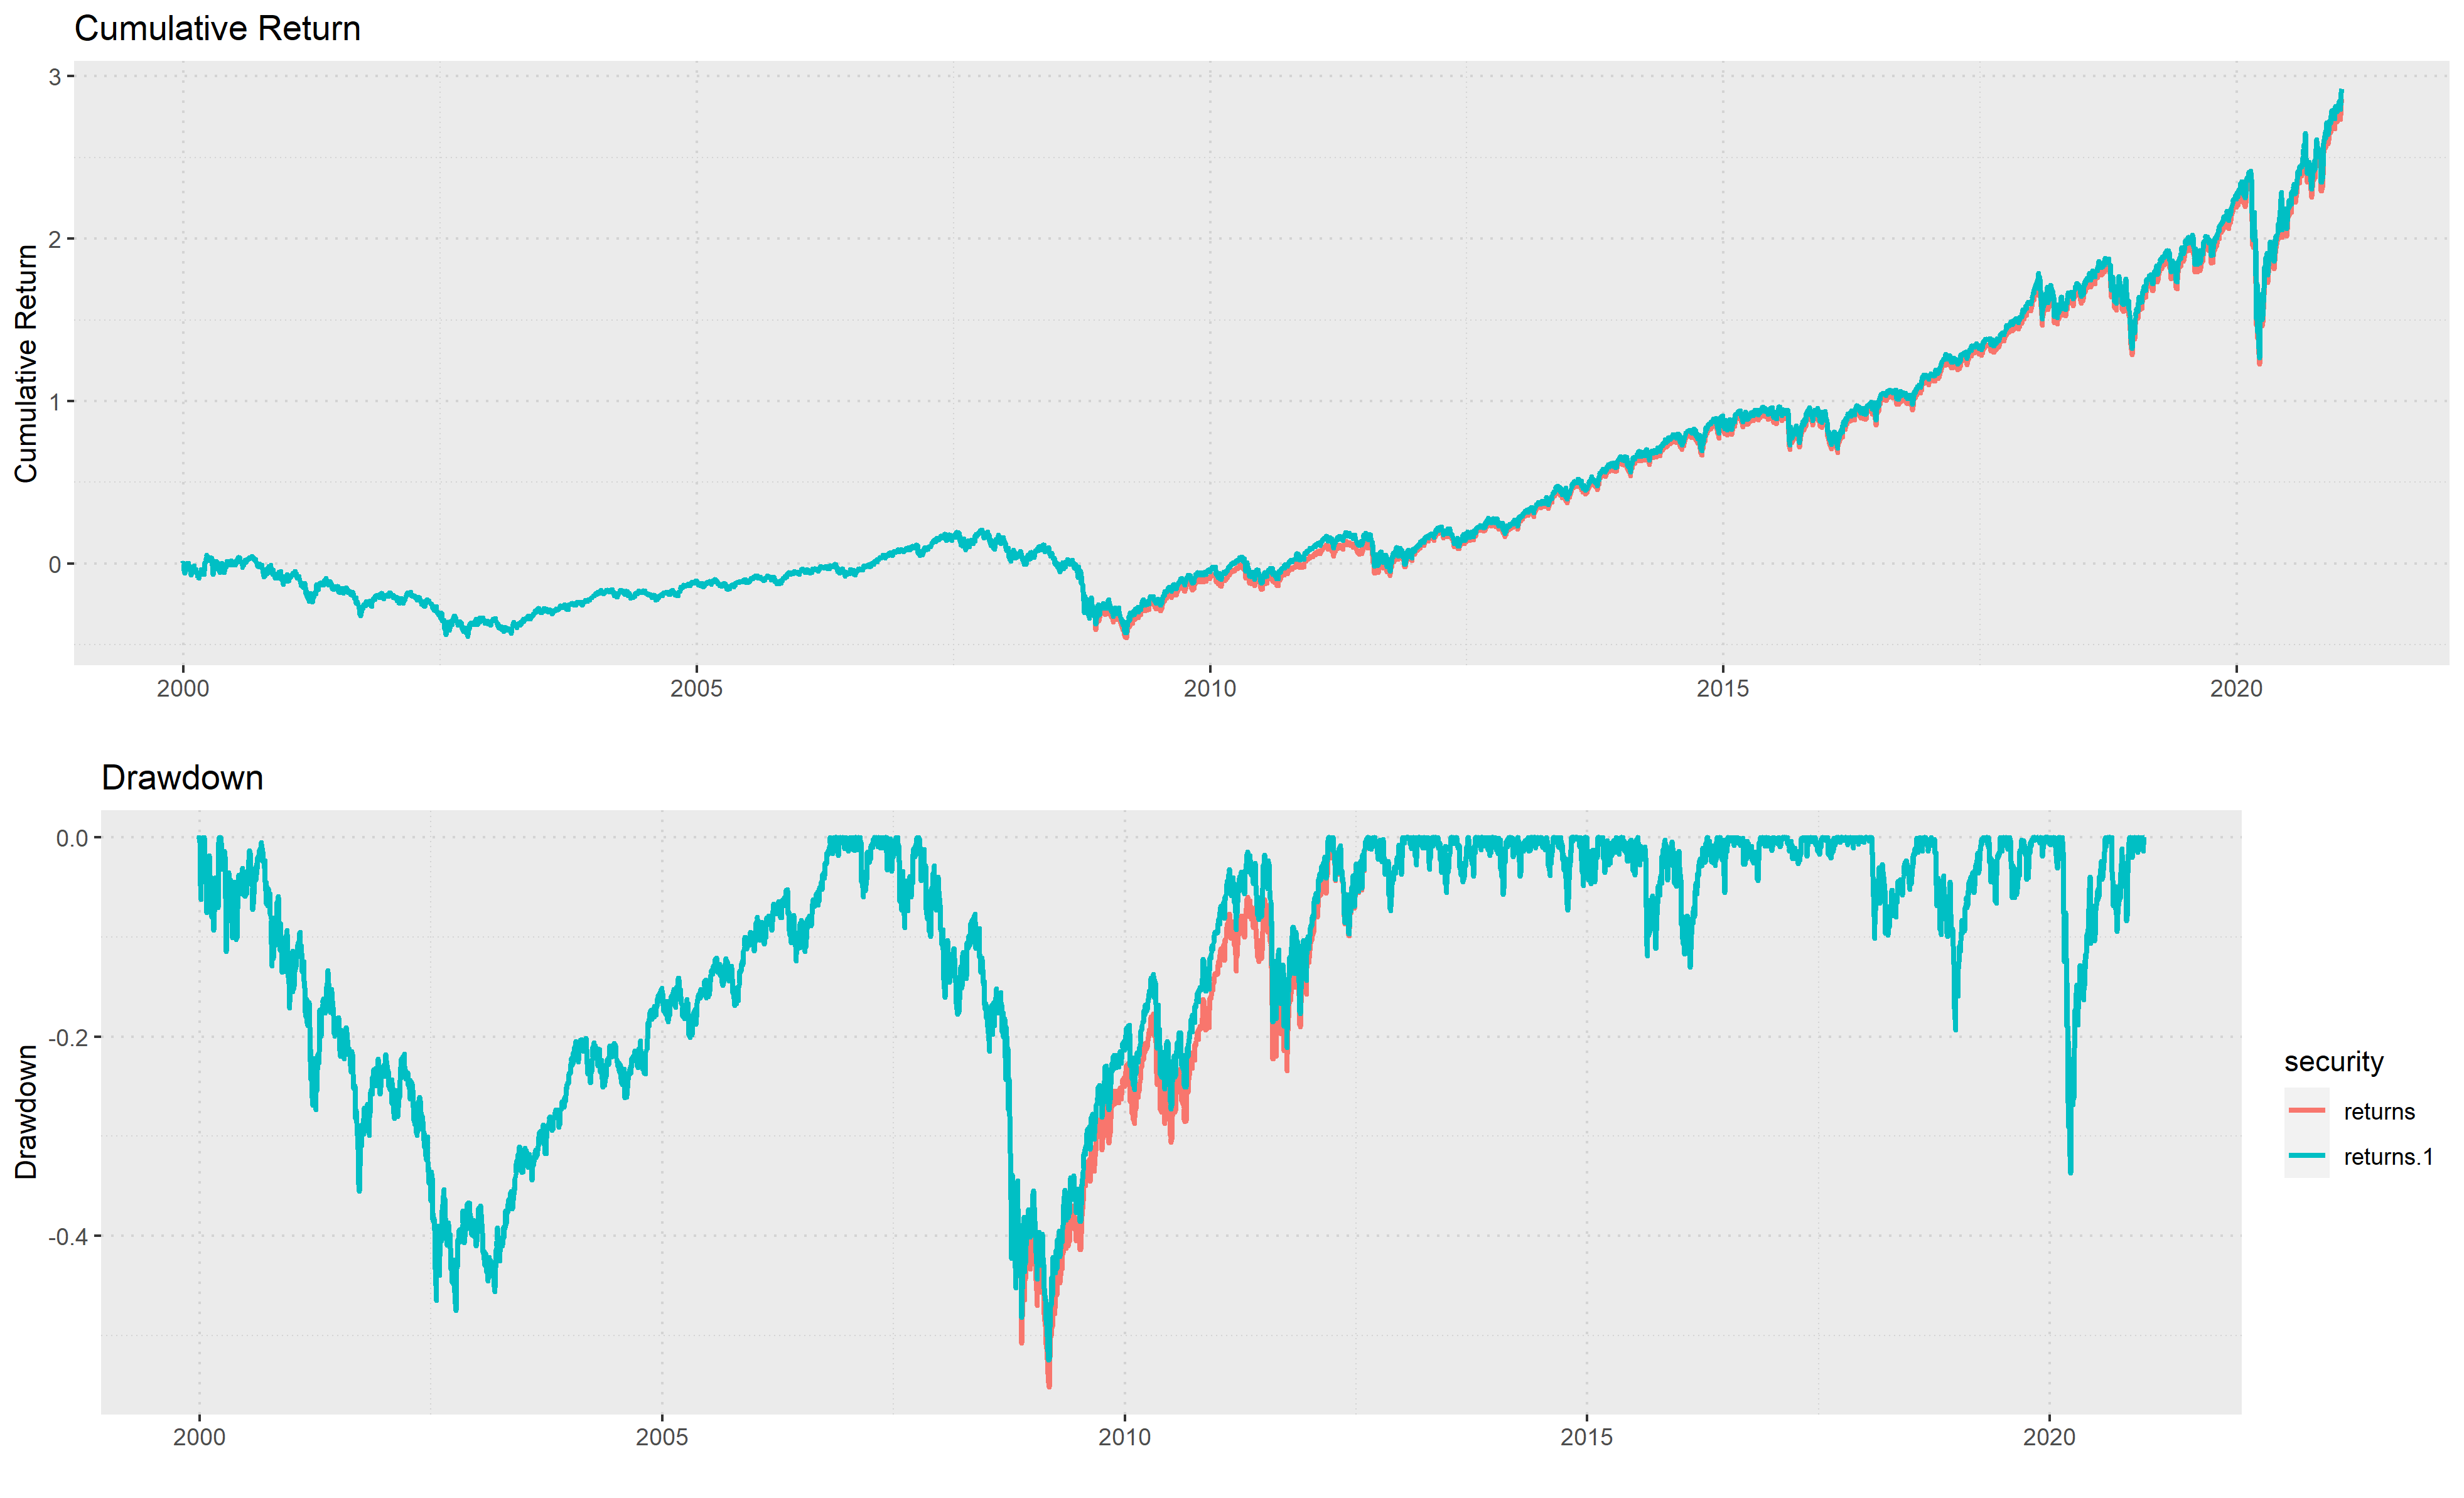 Cumulative Return
Cumulative Return
3
2
1
0
2000 2005 2010 2015 2020
Drawdown
Drawdown
0.0
-0.2
-0.4
2000 2005 2010 2015 2020
security
returns
returns.1